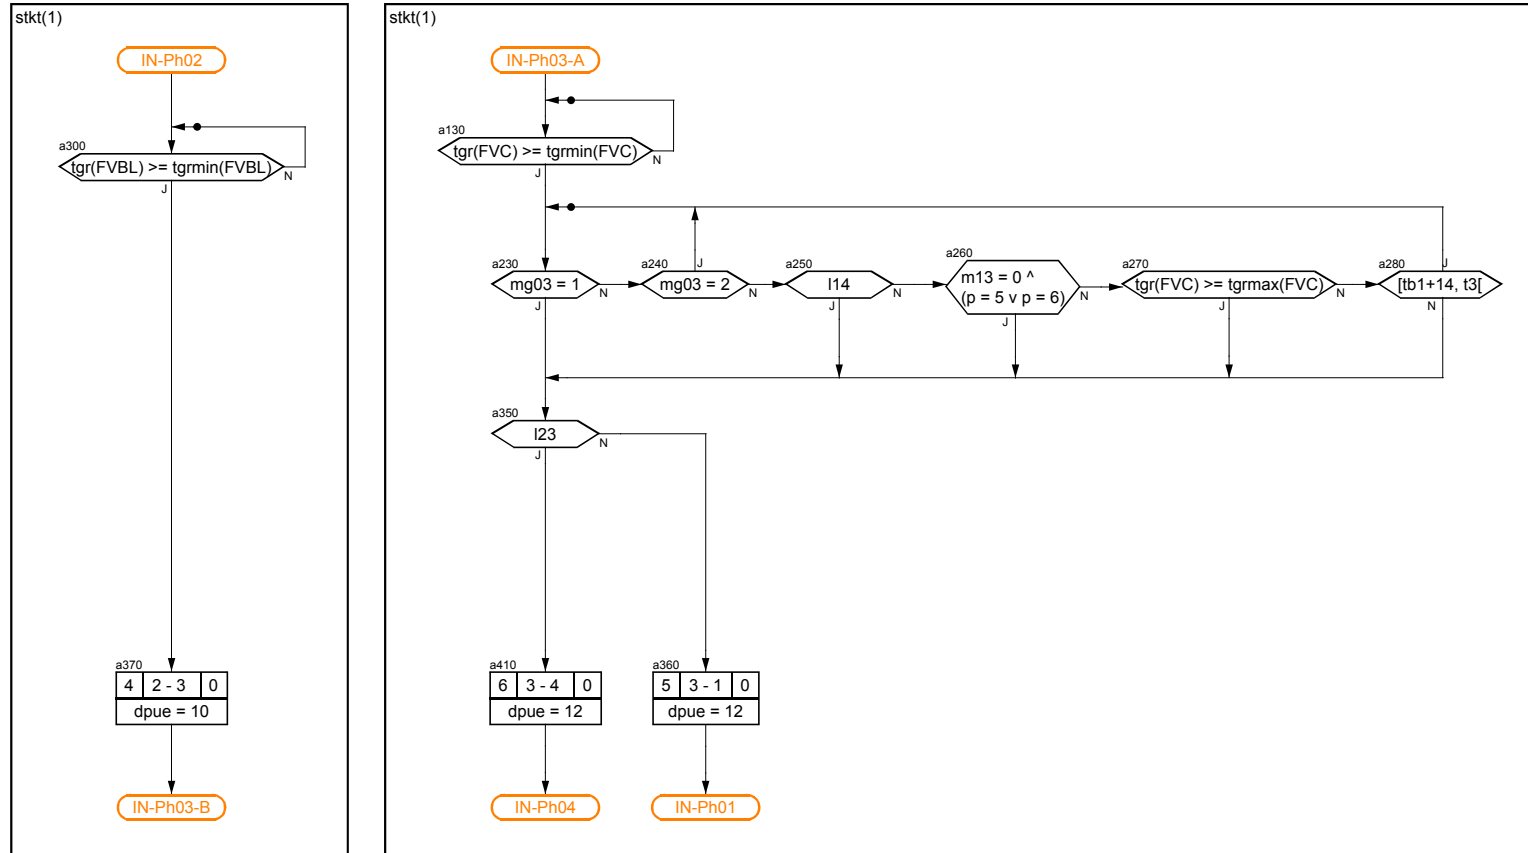 stkt(1)
IN-Ph02
a300
tgr(FVBL) >= tgrmin(FVBL)
N
J
a370
4 2 - 3 0
dpue = 10
IN-Ph03-B
stkt(1)
IN-Ph03-A
a130
tgr(FVC) >= tgrmin(FVC)
N
J
a230
mg03 = 1
N
J
a240
J
mg03 = 2
N
a250
l14
N
J
a260
m13 = 0 ^
(p = 5 v p = 6)
N
J
a270
tgr(FVC) >= tgrmax(FVC)
N
J
a280
J
[tb1+14, t3[
N
a350
l23
N
J
a410
6 3 - 4 0
dpue = 12
IN-Ph04
a360
5 3 - 1 0
dpue = 12
IN-Ph01